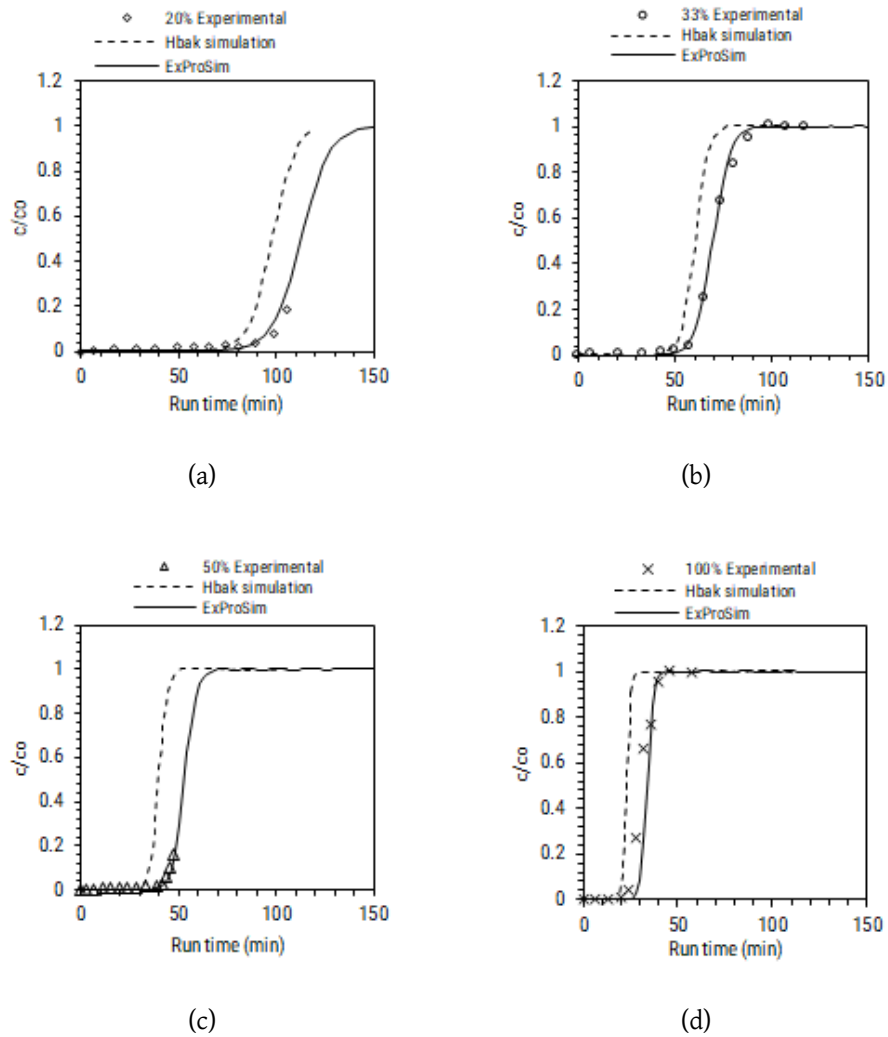 20% Experimental
Hbak simulation
ExProSim
1.2
1
0.8
0.6
0.4
0.2
0
c/co
0 50 100 150
Run time (min)
(a)
33% Experimental
Hbak simulation
ExProSim
1.2
1
0.8
0.6
0.4
0.2
0
c/co
0 50 100 150
Run time (min)
(b)
50% Experimental
Hbak simulation
ExProSim
1.2
1
0.8
0.6
0.4
0.2
0
c/co
0 50 100 150
Run time (min)
(c)
100% Experimental
Hbak simulation
ExProSim
1.2
1
0.8
0.6
0.4
0.2
0
c/co
0 50 100 150
Run time (min)
(d)